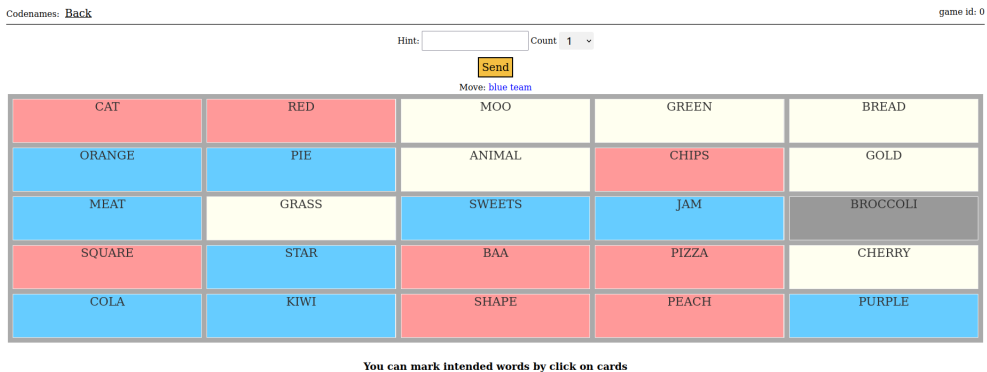 Codenames: Back game id: 0
Hint: Count 1
Send
Move: blue team
CAT RED MOO GREEN BREAD
ORANGE PIE ANIMAL CHIPS GOLD
MEAT GRASS SWEETS JAM BROCCOLI
SQUARE STAR BAA PIZZA CHERRY
COLA KIWI SHAPE PEACH PURPLE
You can mark intended words by click on cards